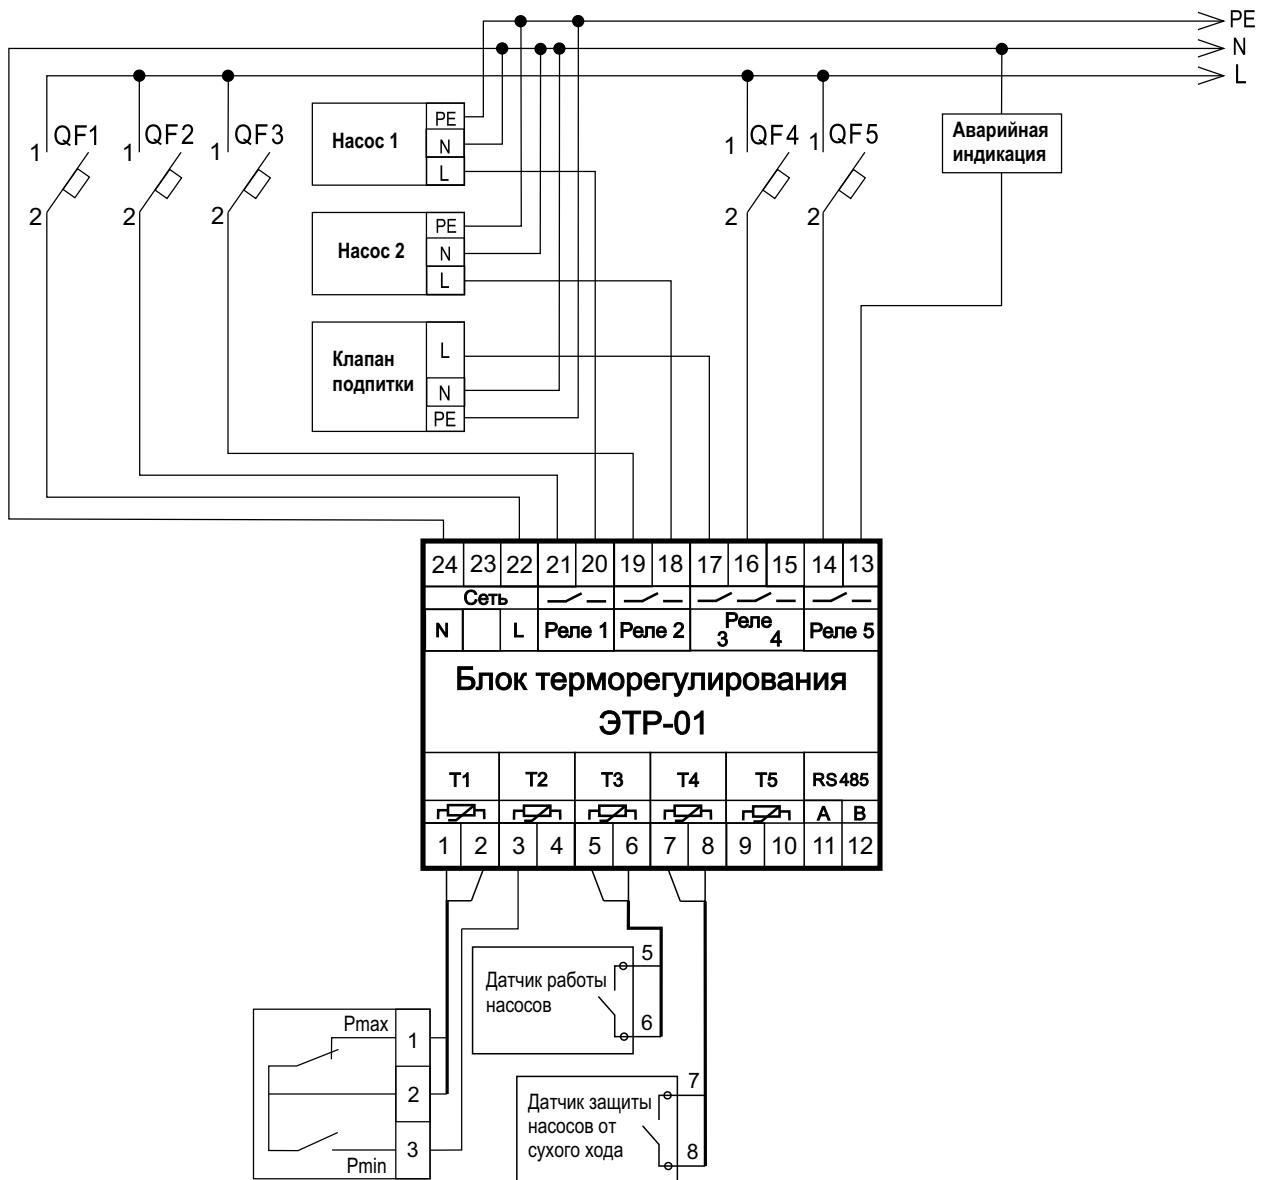 PE
N
L
QF1
1
2
QF2
1
2
QF3
1
2
Насос 1
PE
N
L
Насос 2
PE
N
L
Клапан
подпитки
L
N
PE
QF4
1
2
QF5
1
2
Аварийная
индикация
24 23 22 21 20 19 18 17 16 15 14 13
Сеть
N L Реле 1 Реле 2 Реле 3 4 Реле 5
Блок терморегулирования
ЭТР-01
T1 T2 T3 T4 T5 RS 485
A B
1 2 3 4 5 6 7 8 9 10 11 12
Датчик работы
насосов
5
6
Pmax
1
2
3
Pmin
Датчик защиты
насосов от
сухого хода
7
8